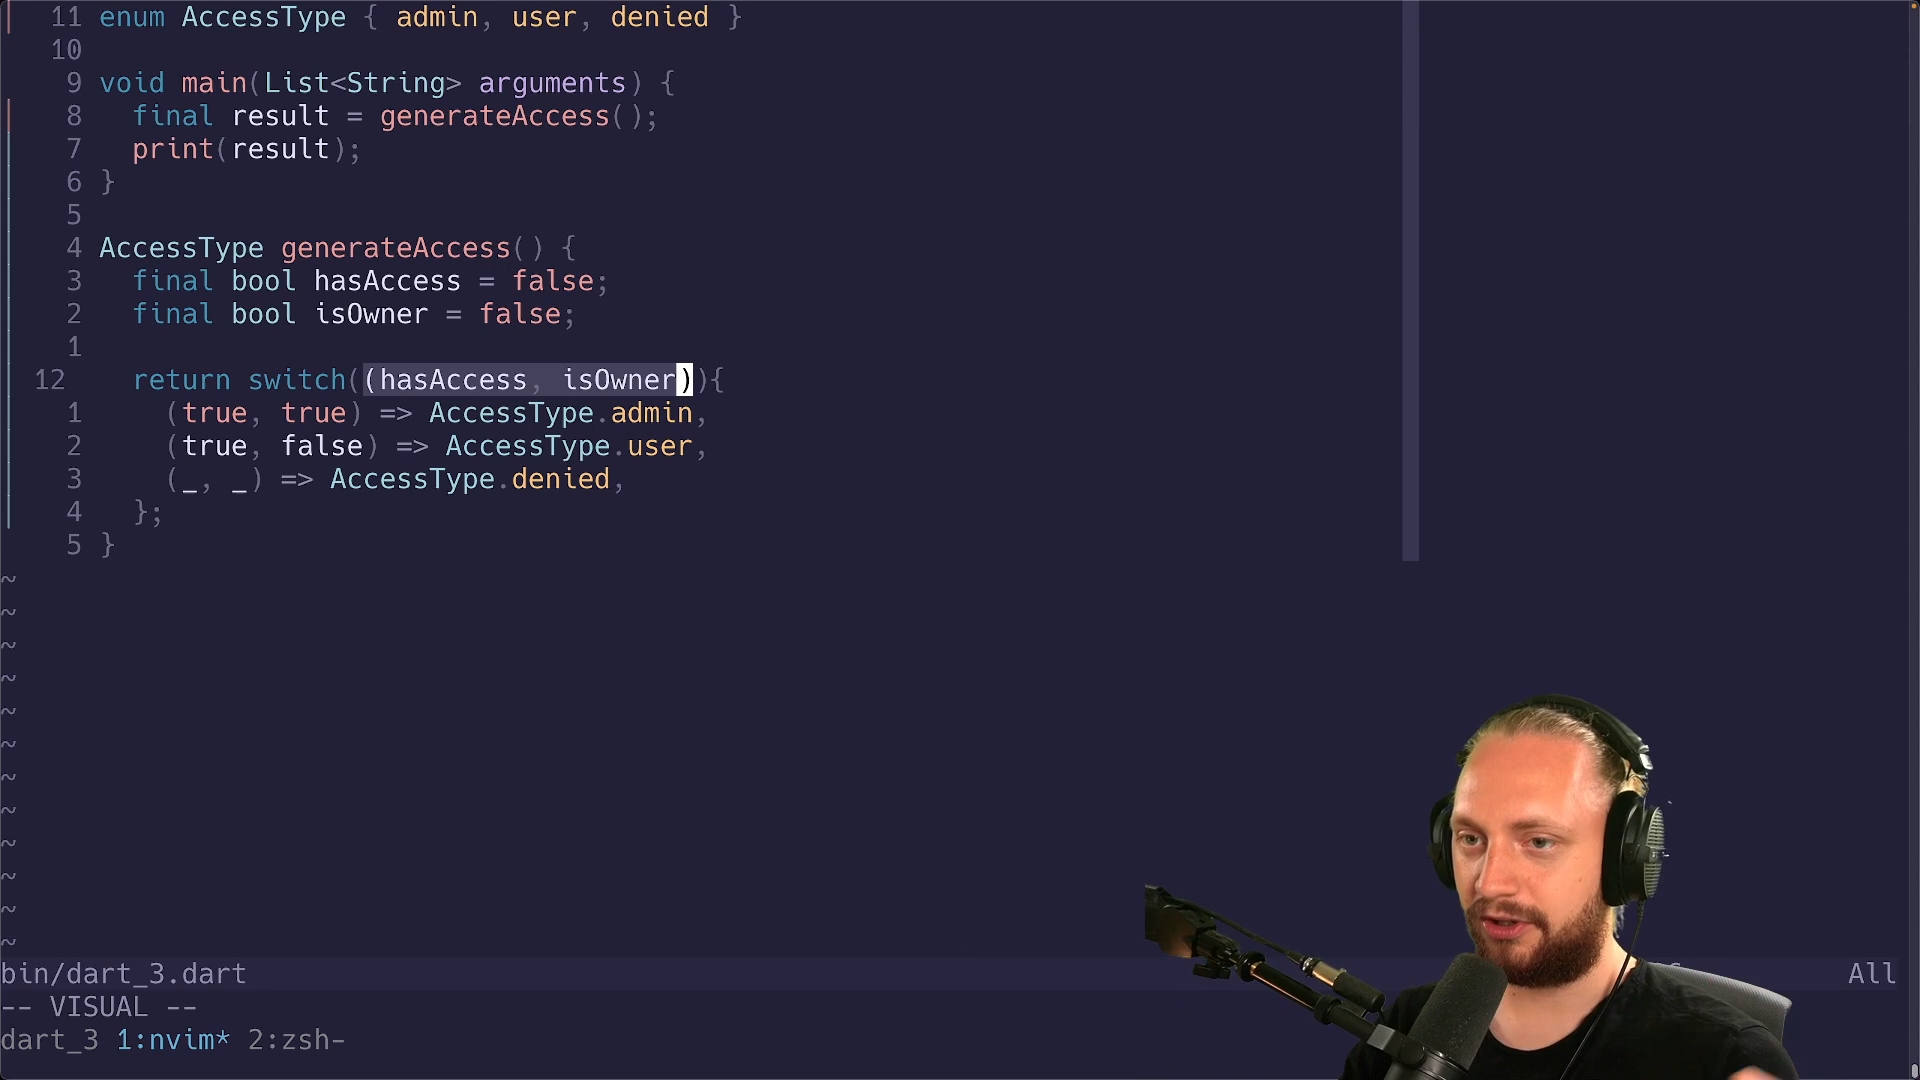 11 enum AccessType { admin, user, denied }
10
9 void main(List<String> arguments) {
8 final result = generateAccess();
7 print(result);
6 }
5
4 AccessType generateAccess() {
3 final bool hasAccess = false;
2 final bool isOwner = false;
1
12 return switch((hasAccess, isOwner)){
1 (true, true) => AccessType.admin,
2 (true, false) => AccessType.user,
3 (_, _) => AccessType.denied,
4 };
5 }
~
~
~
~
~
~
~
~
~
~
~
~
bin/dart_3.dart All
-- VISUAL --
dart_3 1:nvim* 2:zsh-